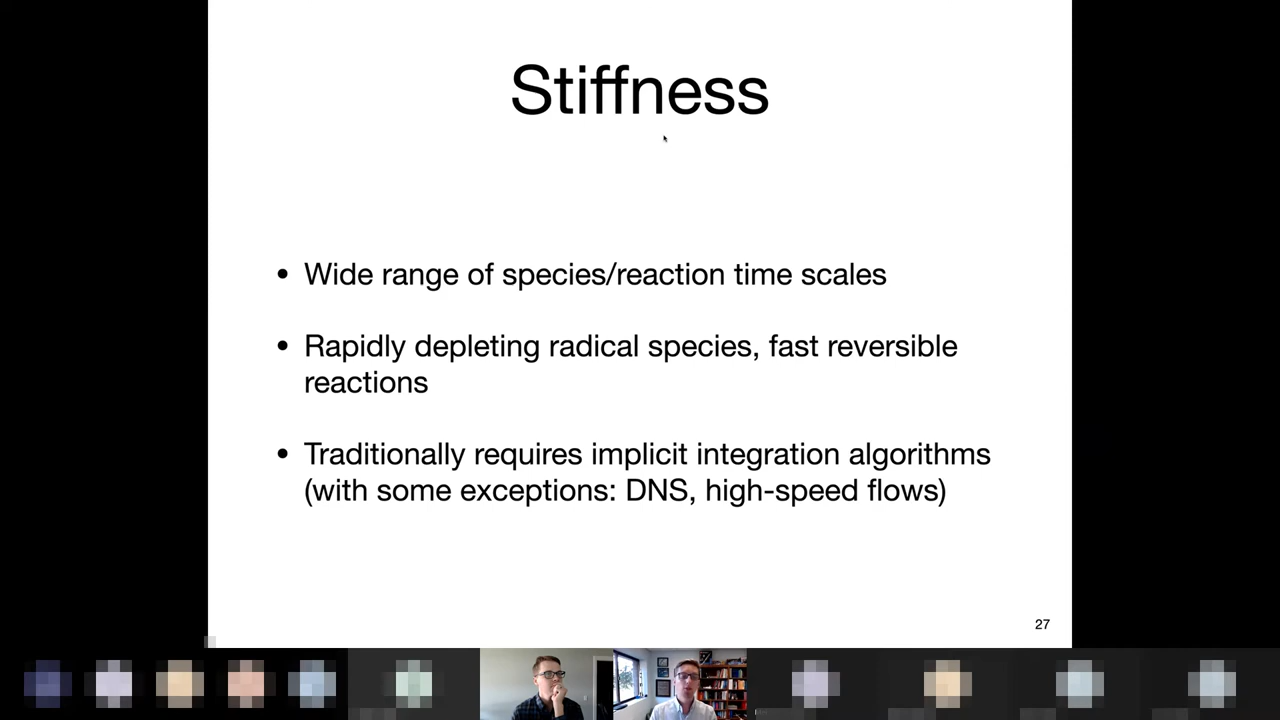 Stiffness
• Wide range of species/reaction time scales
• Rapidly depleting radical species, fast reversible
reactions
• Traditionally requires implicit integration algorithms
(with some exceptions: DNS, high-speed flows)
27